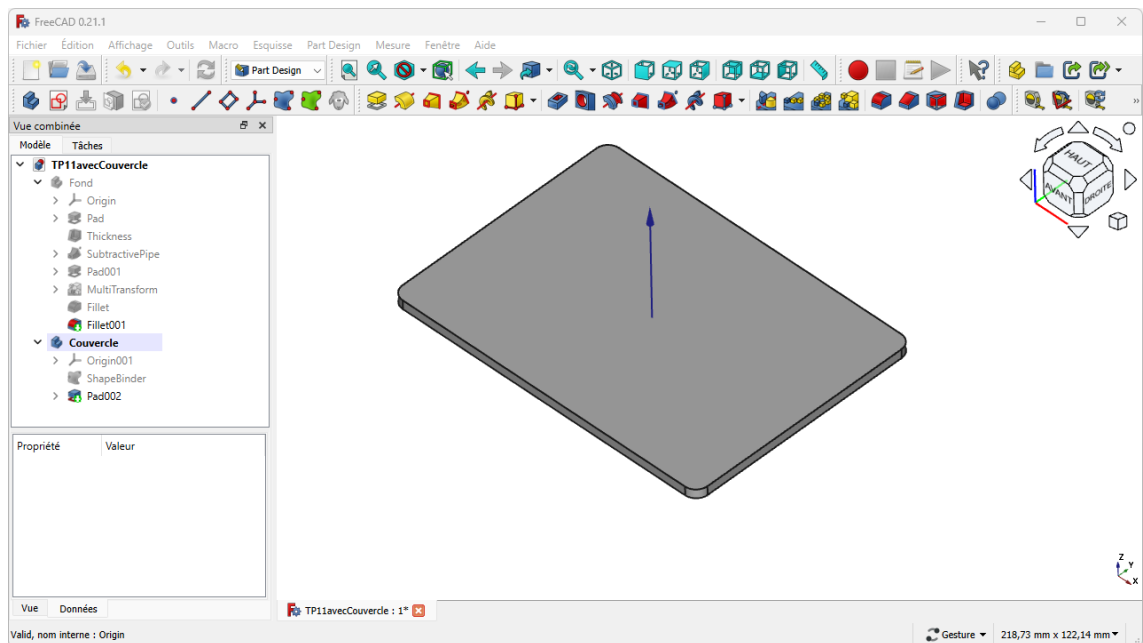 FreeCAD 0.21.1
Fichier Édition Affichage Outils Macro Esquisse Part Design Mesure Fenêtre Aide
Part Design
Vue combinée
Modèle Tâches
TP11avecCouvercle
Fond
Origin
Pad
Thickness
SubtractivePipe
Pad001
MultiTransform
Fillet
Fillet001
Couvercle
Origin001
ShapeBinder
Pad002
Propriété Valeur
HAUT
AVANT
DROITE
Z
Y
X
Vue Données
TP11avecCouvercle : 1*
Valid, nom interne : Origin
Gesture
218,73 mm x 122,14 mm